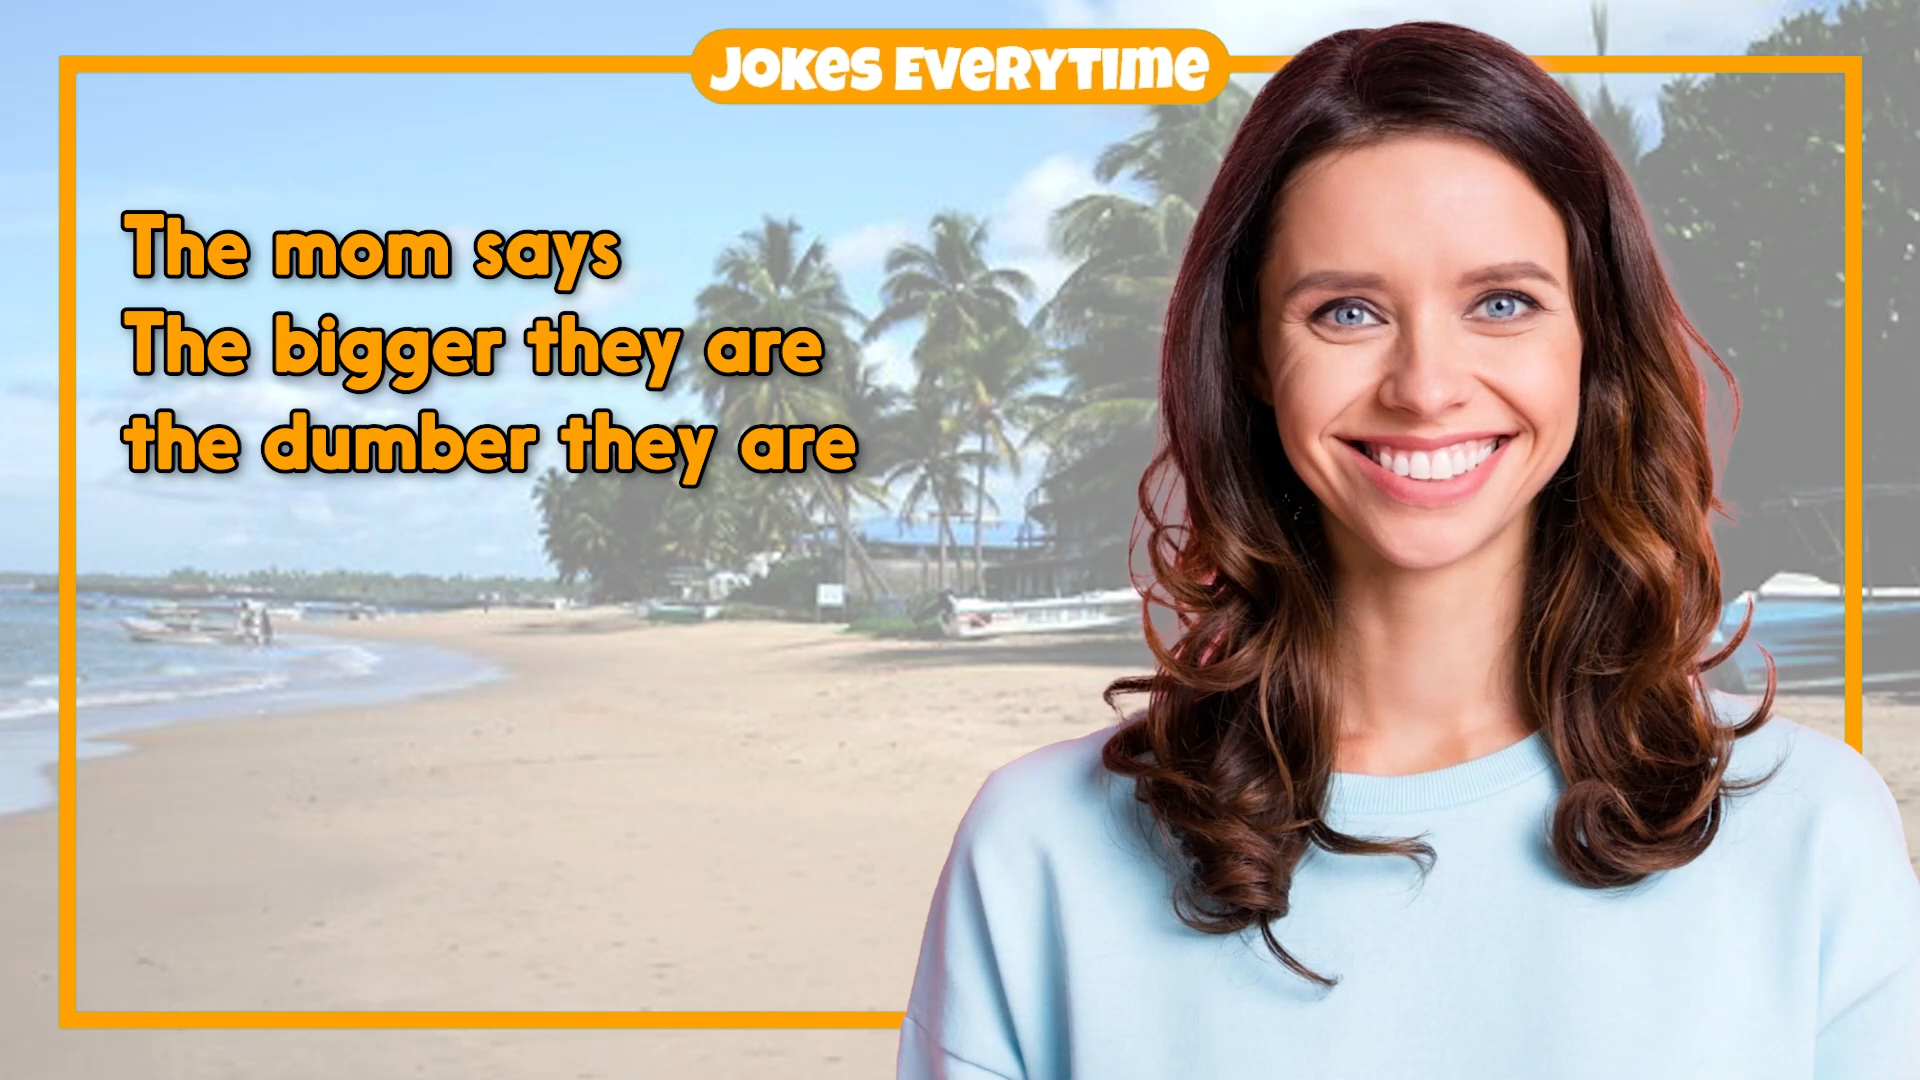 JOKES EVERYTIME
The mom says
The bigger they are
the dumber they are